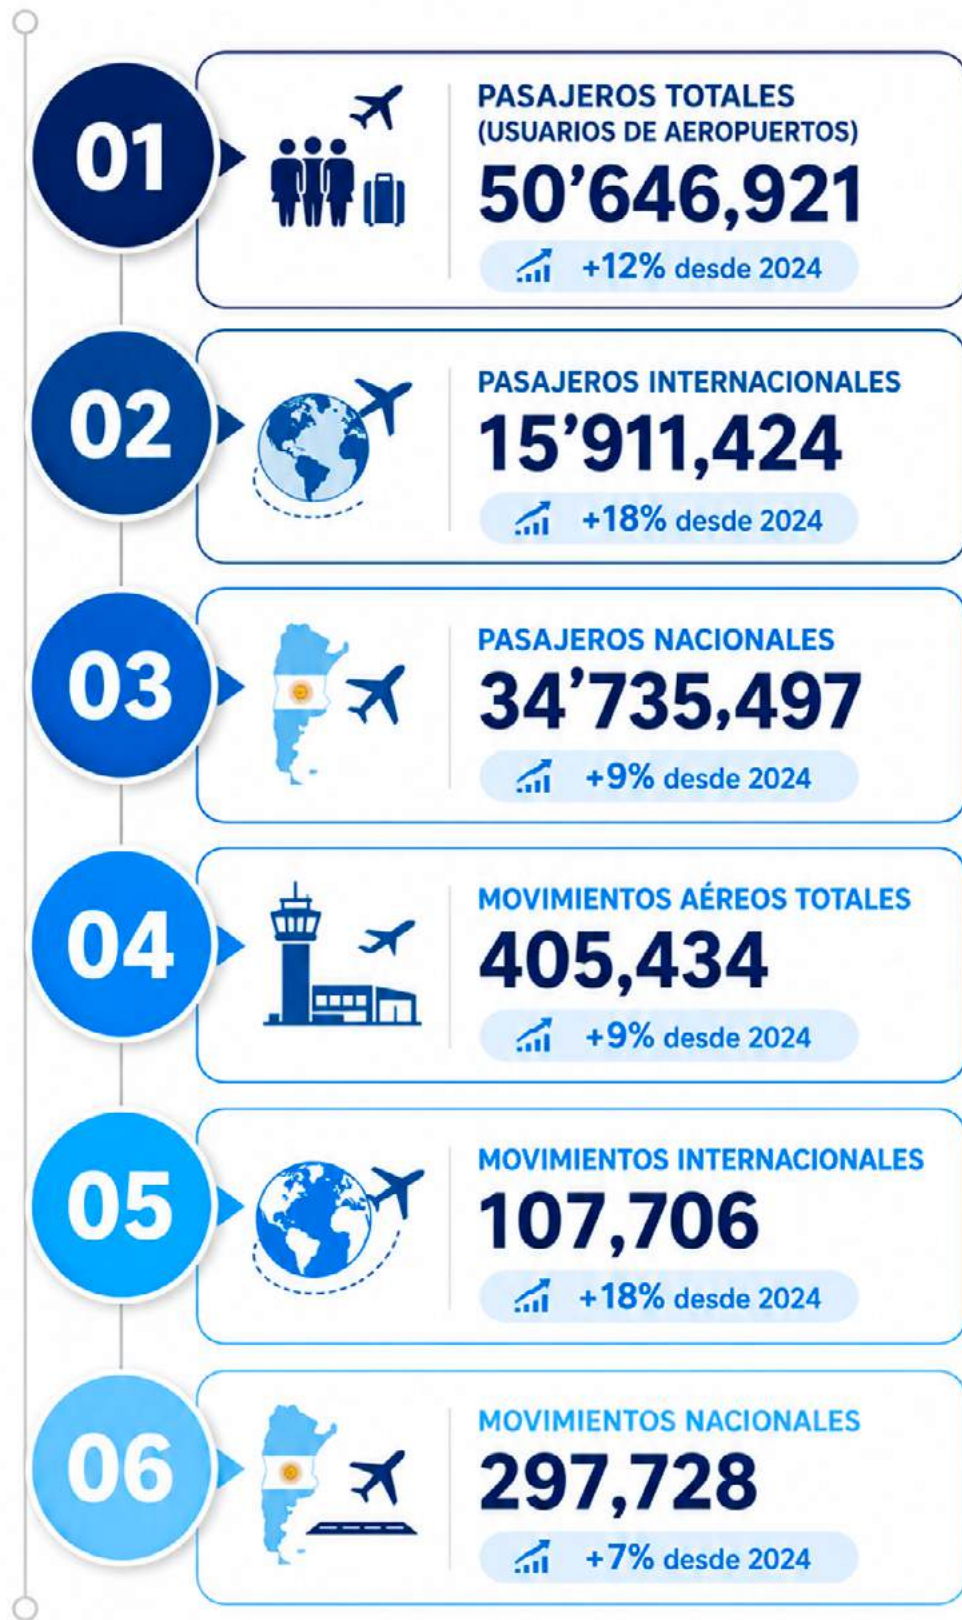 01
PASAJEROS TOTALES
(USUARIOS DE AEROPUERTOS)
50’646,921
+12% desde 2024
02
PASAJEROS INTERNACIONALES
15’911,424
+18% desde 2024
03
PASAJEROS NACIONALES
34’735,497
+9% desde 2024
04
MOVIMIENTOS AÉREOS TOTALES
405,434
+9% desde 2024
05
MOVIMIENTOS INTERNACIONALES
107,706
+18% desde 2024
06
MOVIMIENTOS NACIONALES
297,728
+7% desde 2024